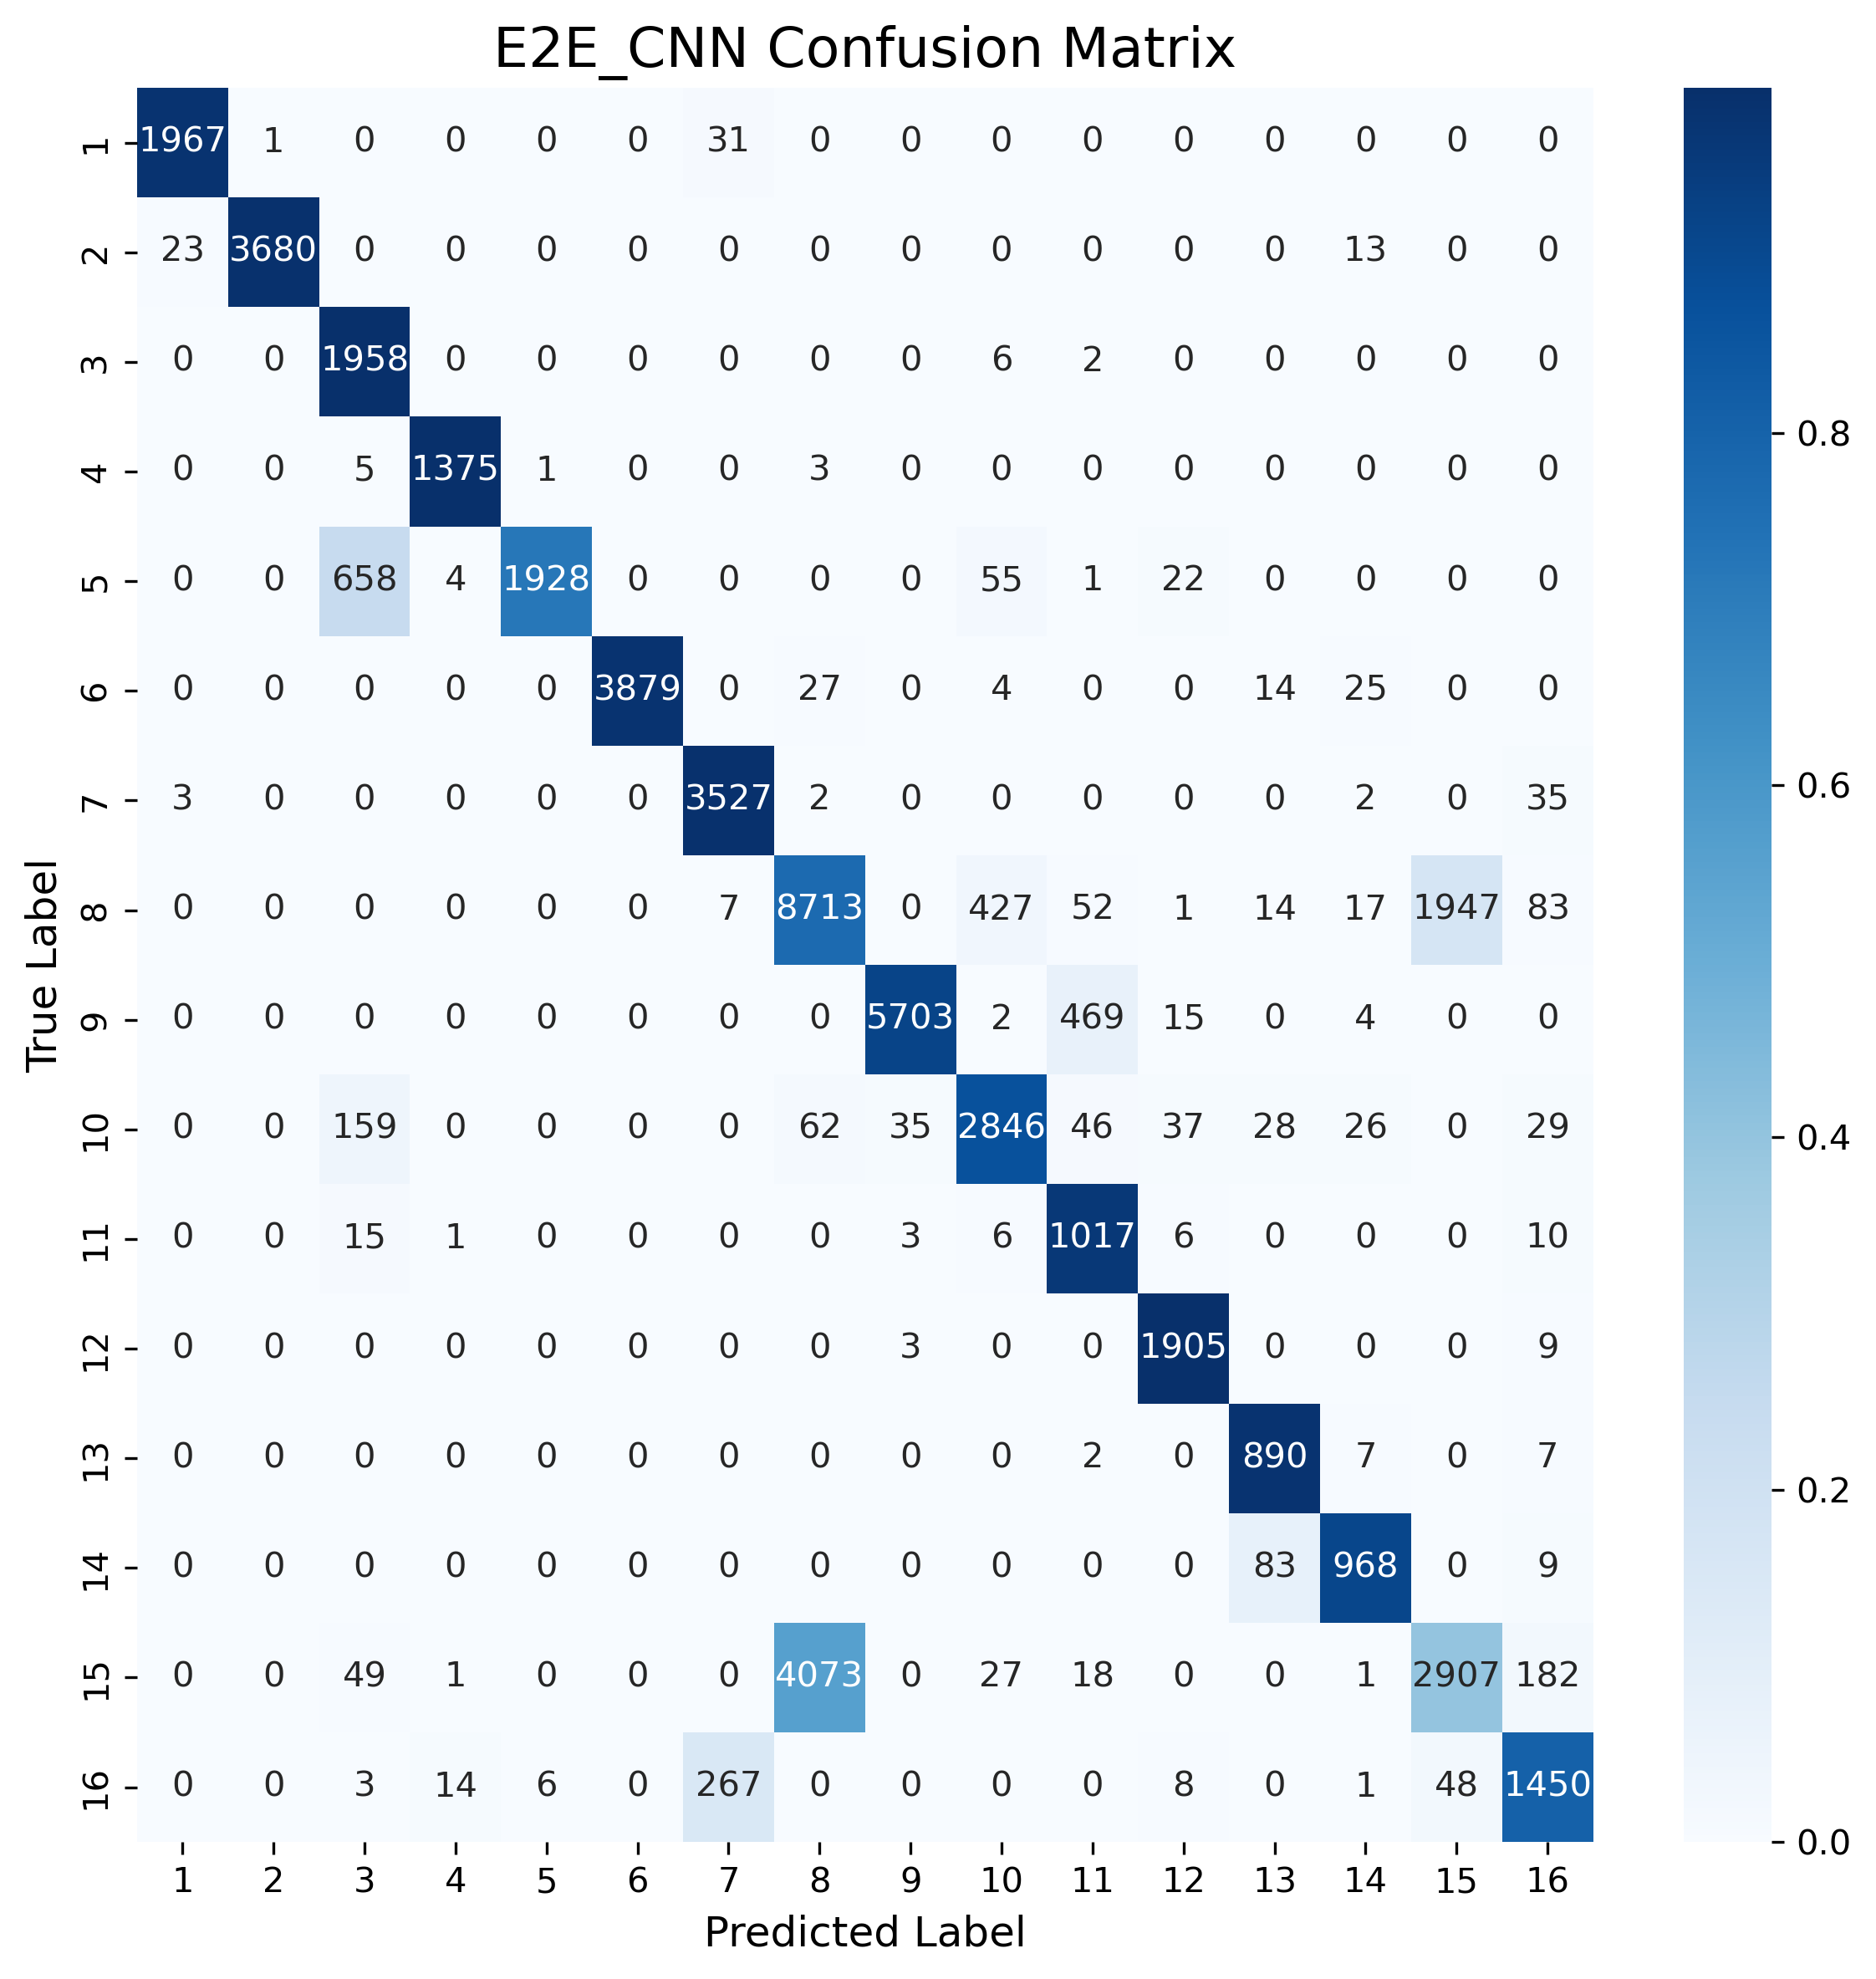 E2E_CNN Confusion Matrix
True Label
1 1967 1 0 0 0 0 31 0 0 0 0 0 0 0 0 0
2 23 3680 0 0 0 0 0 0 0 0 0 0 0 13 0 0
3 0 0 1958 0 0 0 0 0 0 6 2 0 0 0 0 0
4 0 0 5 1375 1 0 0 3 0 0 0 0 0 0 0 0
5 0 0 658 4 1928 0 0 0 0 55 1 22 0 0 0 0
6 0 0 0 0 0 3879 0 27 0 4 0 0 14 25 0 0
7 3 0 0 0 0 0 3527 2 0 0 0 0 0 2 0 35
8 0 0 0 0 0 0 7 8713 0 427 52 1 14 17 1947 83
9 0 0 0 0 0 0 0 0 5703 2 469 15 0 4 0 0
10 0 0 159 0 0 0 0 62 35 2846 46 37 28 26 0 29
11 0 0 15 1 0 0 0 0 3 6 1017 6 0 0 0 10
12 0 0 0 0 0 0 0 0 3 0 0 1905 0 0 0 9
13 0 0 0 0 0 0 0 0 0 0 2 0 890 7 0 7
14 0 0 0 0 0 0 0 0 0 0 0 0 83 968 0 9
15 0 0 49 1 0 0 0 4073 0 27 18 0 0 1 2907 182
16 0 0 3 14 6 0 267 0 0 0 0 8 0 1 48 1450
1 2 3 4 5 6 7 8 9 10 11 12 13 14 15 16
Predicted Label
0.8
0.6
0.4
0.2
0.0